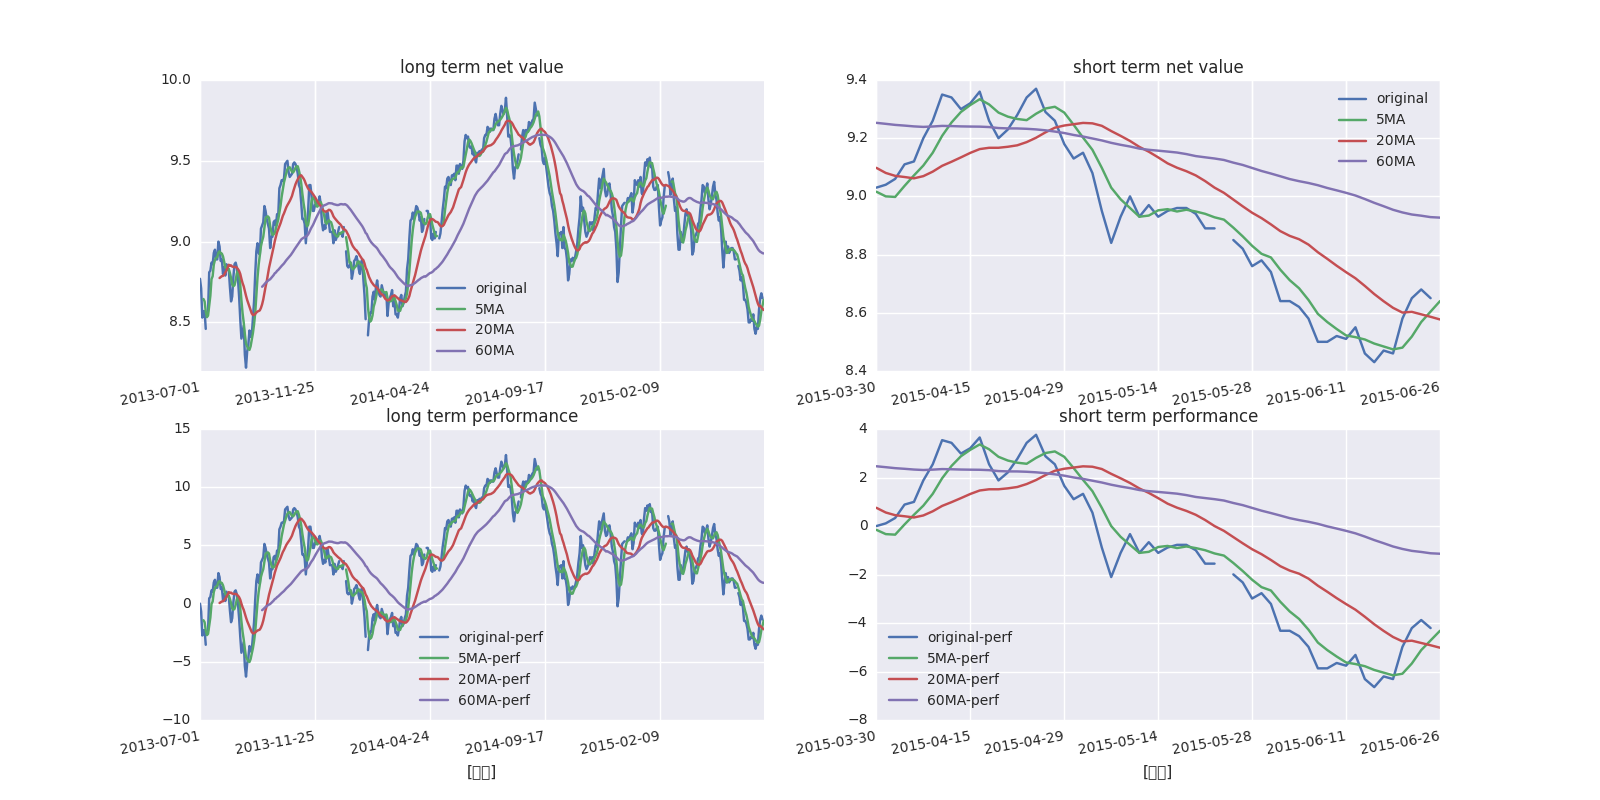 long term net value
10.0
9.5
9.0
8.5
original
5MA
20MA
60MA
2013-07-01
2013-11-25
2014-04-24
2014-09-17
2015-02-09
short term net value
9.4
9.2
9.0
8.8
8.6
8.4
original
5MA
20MA
60MA
2015-03-30
2015-04-15
2015-04-29
2015-05-14
2015-05-28
2015-06-11
2015-06-26
long term performance
15
10
5
0
−5
−10
original-perf
5MA-perf
20MA-perf
60MA-perf
2013-07-01
2013-11-25
2014-04-24
2014-09-17
2015-02-09
short term performance
4
2
0
−2
−4
−6
−8
original-perf
5MA-perf
20MA-perf
60MA-perf
2015-03-30
2015-04-15
2015-04-29
2015-05-14
2015-05-28
2015-06-11
2015-06-26